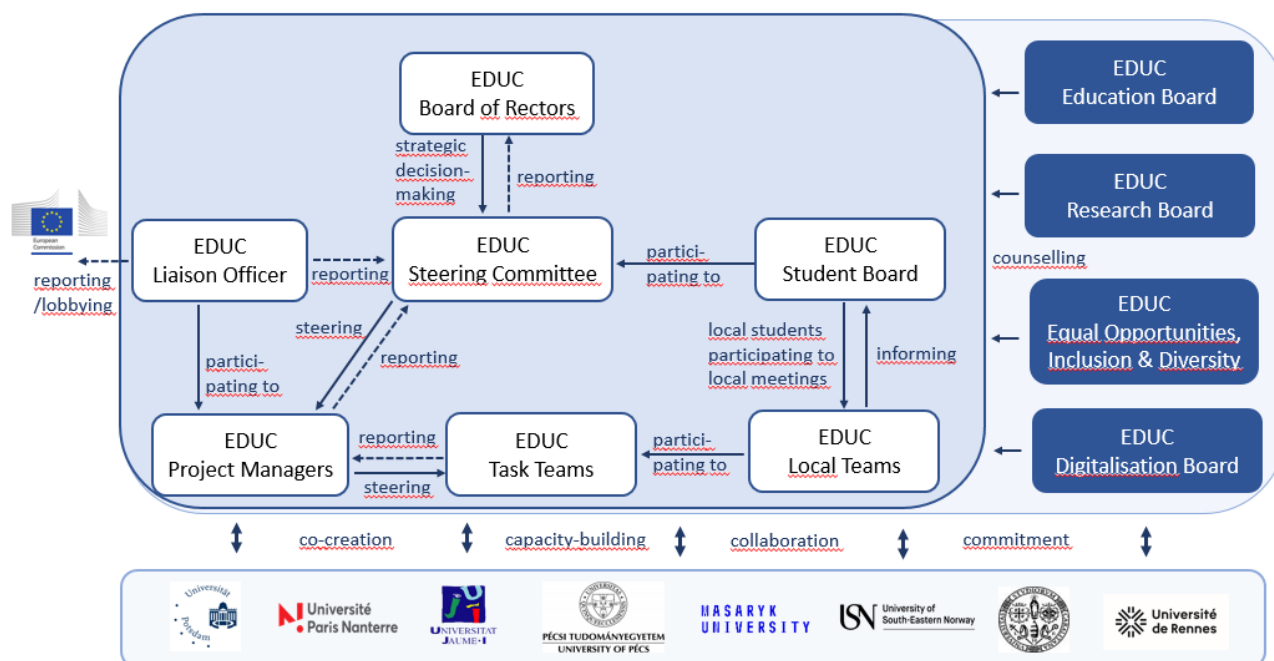 EDUC
Board of Rectors
EDUC
Education Board
strategic
decision-
making
reporting
EDUC
Research Board
European
Commission
reporting
/lobbying
EDUC
Liaison Officer
reporting
EDUC
Steering Committee
partici-
pating to
EDUC
Student Board
counselling
steering
reporting
partici-
pating to
local students
participating to
local meetings
informing
EDUC
Equal Opportunities,
Inclusion & Diversity
EDUC
Project Managers
reporting
steering
EDUC
Task Teams
partici-
pating to
EDUC
Local Teams
EDUC
Digitalisation Board
co-creation
capacity-building
collaboration
commitment
Universität
Potsdam
Université
Paris Nanterre
UNIVERSITAT
JAUME·I
PÉCSI TUDOMÁNYEGYETEM
UNIVERSITY OF PÉCS
MASARYK
UNIVERSITY
USN
University of
South-Eastern Norway
Université
de Rennes